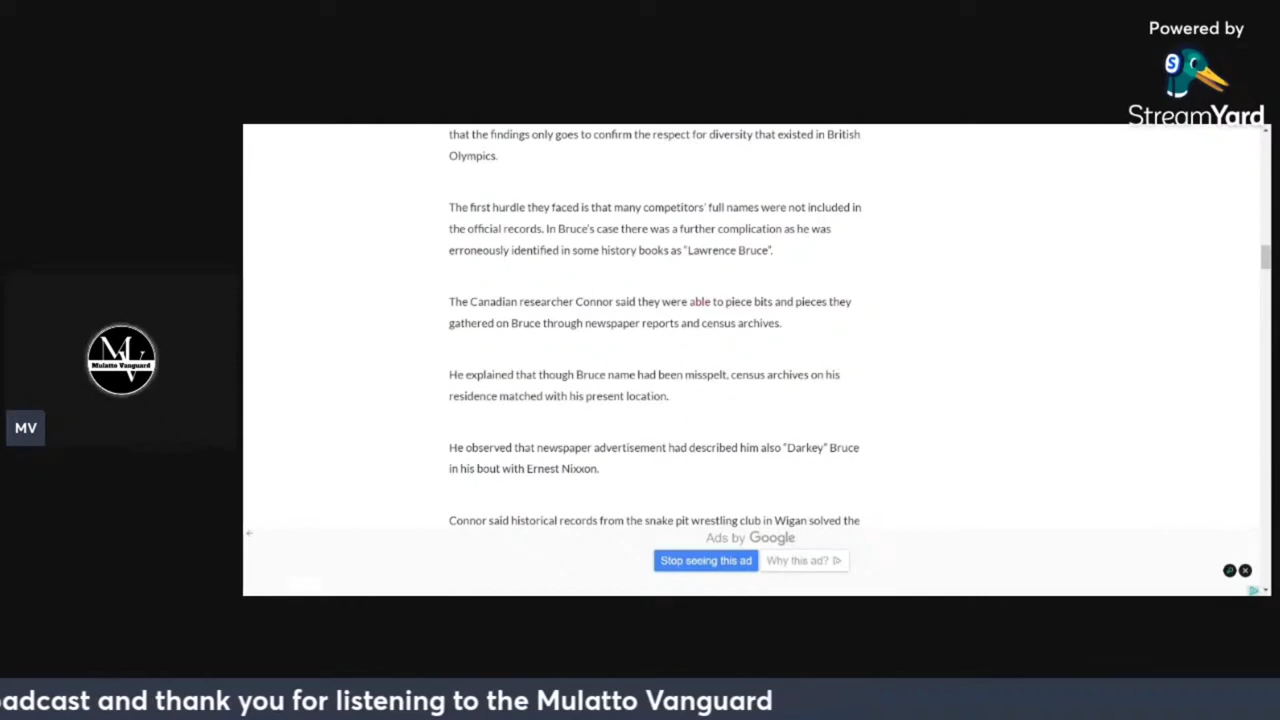 Powered by
S
StreamYard
that the findings only goes to confirm the respect for diversity that existed in British
Olympics.
The first hurdle they faced is that many competitors' full names were not included in
the official records. In Bruce's case there was a further complication as he was
erroneously identified in some history books as "Lawrence Bruce".
The Canadian researcher Connor said they were able to piece bits and pieces they
gathered on Bruce through newspaper reports and census archives.
He explained that though Bruce name had been misspelt, census archives on his
residence matched with his present location.
He observed that newspaper advertisement had described him also "Darkey" Bruce
in his bout with Ernest Nixxon.
Connor said historical records from the snake pit wrestling club in Wigan solved the
Ads by Google
Stop seeing this ad
Why this ad?
MV
Mulatto Vanguard
MV
adcast and thank you for listening to the Mulatto Vanguard